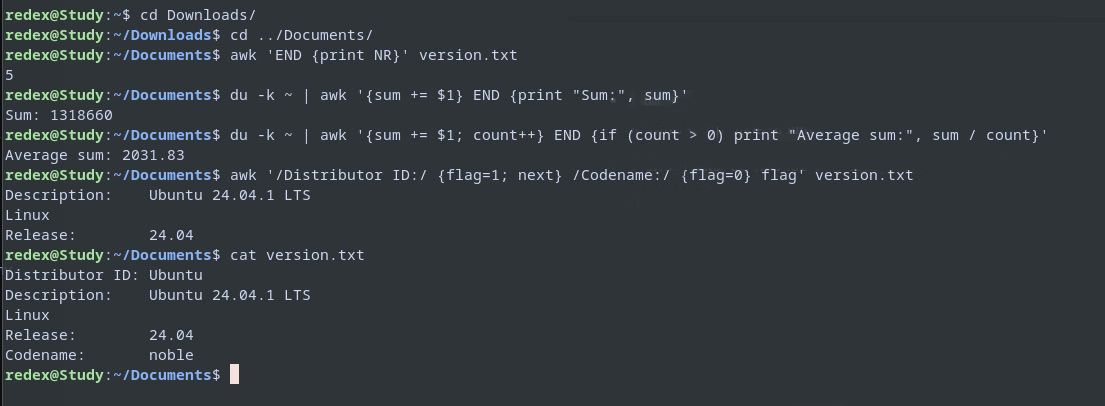 redex@Study:~$ cd Downloads/
redex@Study:~/Downloads$ cd ../Documents/
redex@Study:~/Documents$ awk 'END {print NR}' version.txt
5
redex@Study:~/Documents$ du -k ~ | awk '{sum += $1} END {print "Sum:", sum}'
Sum: 1318660
redex@Study:~/Documents$ du -k ~ | awk '{sum += $1; count++} END {if (count > 0) print "Average sum:", sum / count}'
Average sum: 2031.83
redex@Study:~/Documents$ awk '/Distributor ID:/ {flag=1; next} /Codename:/ {flag=0} flag' version.txt
Description:    Ubuntu 24.04.1 LTS
Linux
Release:        24.04
redex@Study:~/Documents$ cat version.txt
Distributor ID: Ubuntu
Description:    Ubuntu 24.04.1 LTS
Linux
Release:        24.04
Codename:       noble
redex@Study:~/Documents$